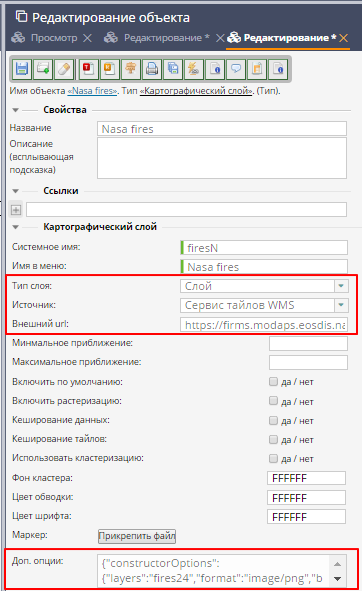 Редактирование объекта
Просмотр × Редактирование * × Редактирование * ×
Имя объекта «Nasa fires». Тип «Картографический слой». (Тип).
Свойства
Название Nasa fires
Описание
(всплывающая
подсказка)
Ссылки
Картографический слой
Системное имя: firesN
Имя в меню: Nasa fires
Тип слоя: Слой
Источник: Сервис тайлов WMS
Внешний url: https://firms.modaps.eosdis.na
Минмальное приближение:
Максимальное приближение:
Включить по умолчанию: да / нет
Включить растеризацию: да / нет
Кеширование данных: да / нет
Кеширование тайлов: да / нет
Использовать кластеризацию: да / нет
Фон кластера: FFFFFF
Цвет обводки: FFFFFF
Цвет шрифта: FFFFFF
Маркер: Прикрепить файл
Доп. опции: {"constructorOptions":
{"layers":"fires24","format":"image/png","b